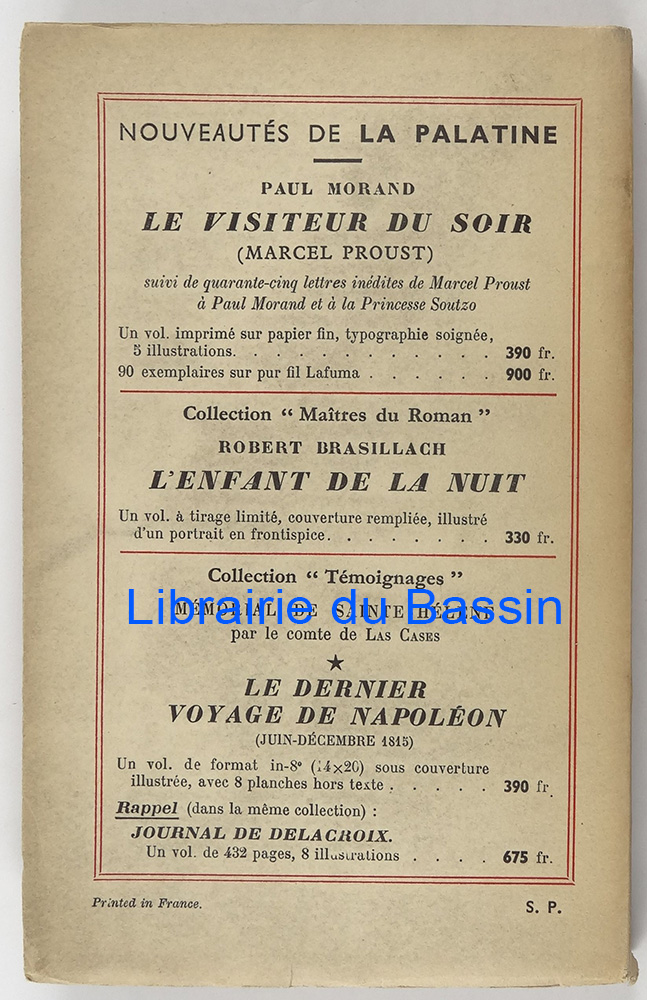 NOUVEAUTÉS DE LA PALATINE
PAUL MORAND
LE VISITEUR DU SOIR
(MARCEL PROUST)
suivi de quarante-cinq lettres inédites de Marcel Proust
à Paul Morand et à la Princesse Soutzo
Un vol. imprimé sur papier fin, typographie soignée,
5 illustrations. . . . . . . . . . . . 390 fr.
90 exemplaires sur pur fil Lafuma . . . . . . 900 fr.
Collection “ Maîtres du Roman ”
ROBERT BRASILLACH
L'ENFANT DE LA NUIT
Un vol. à tirage limité, couverture rempliée, illustré
d'un portrait en frontispice. . . . . . . . 330 fr.
Collection “ Témoignages ”
MÉMORIAL DE SAINTE HÉLÈNE
Librairie du Bassin
par le comte de LAS CASES
★
LE DERNIER
VOYAGE DE NAPOLÉON
(JUIN-DÉCEMBRE 1815)
Un vol. de format in-8° (14×20) sous couverture
illustrée, avec 8 planches hors texte . . . . . 390 fr.
Rappel (dans la même collection) :
JOURNAL DE DELACROIX.
Un vol. de 432 pages, 8 illustrations . . . . 675 fr.
Printed in France.
S. P.